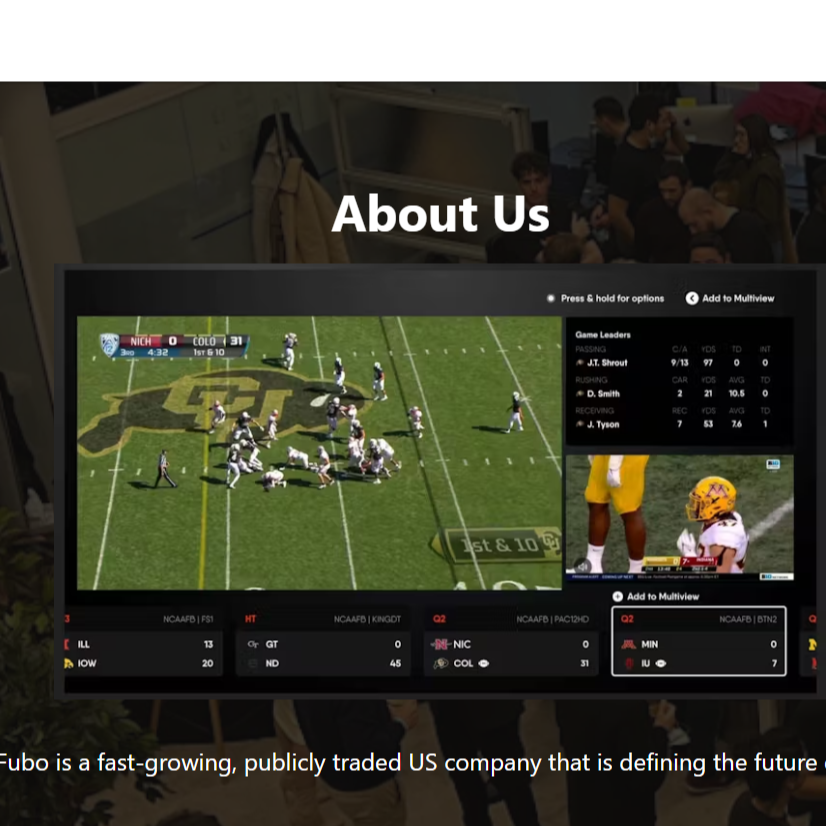 About Us
Press & hold for options
Add to Multiview
NICH 0 COLO 31
3RD 4:32 1st & 10
Game Leaders
PASSING C/A YDS TD INT
J.T. Shrout 9/13 97 0 0
RUSHING CAR YDS AVG TD
D. Smith 2 21 10.5 0
RECEIVING REC YDS AVG TD
J. Tyson 7 53 7.6 1
1st & 10
Add to Multiview
NCAAFB | FS1
ILL 13
IOW 20
HT NCAAFB | KINGDT
GT 0
ND 45
Q2 NCAAFB | PAC12HD
NIC 0
COL 31
Q2 NCAAFB | BTN2
MIN 0
IU 7
Fubo is a fast-growing, publicly traded US company that is defining the future